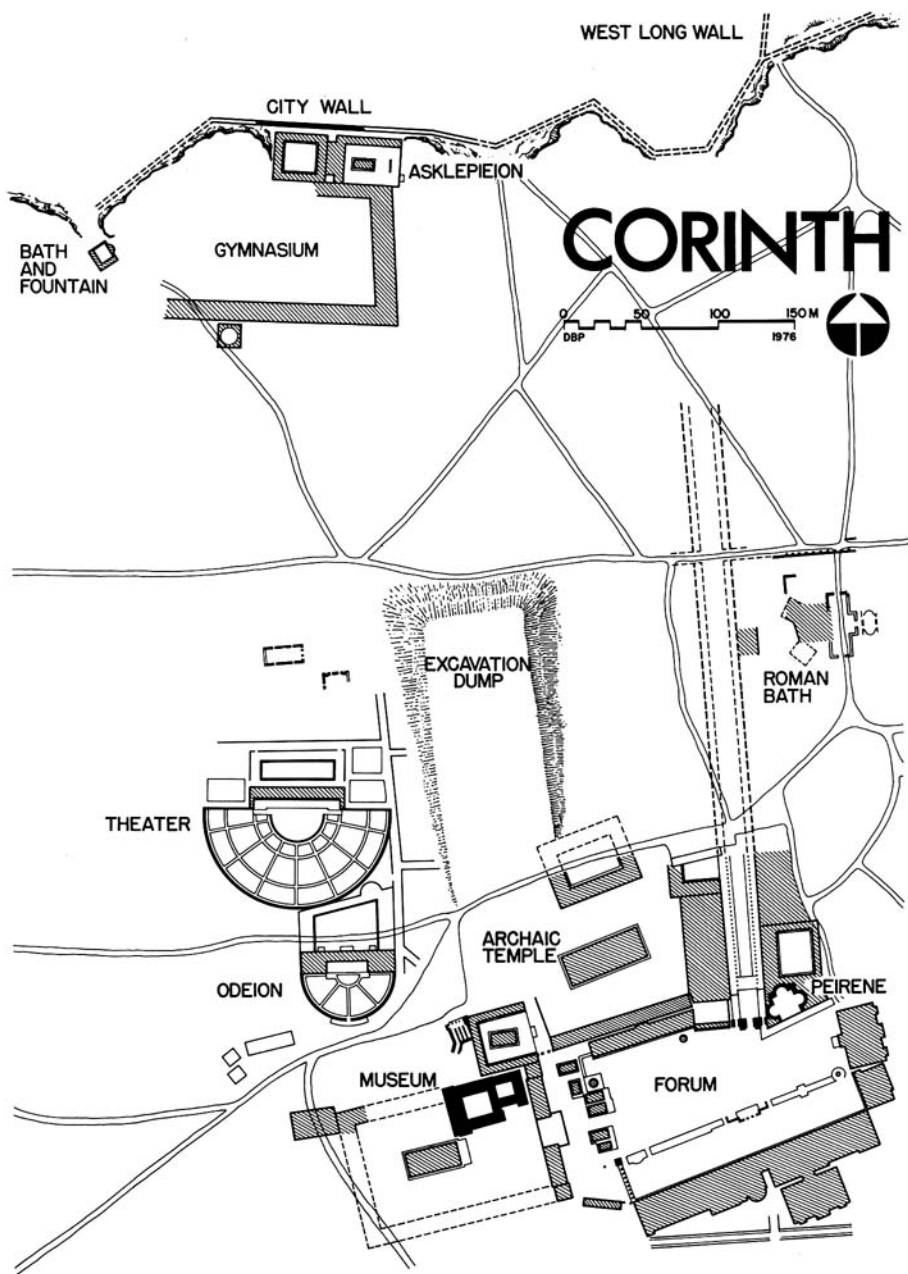 WEST LONG WALL
CITY WALL
ASKLEPIEION
CORINTH
GYMNASIUM
BATH
AND
FOUNTAIN
0 50 100 150 M
DBP 1976
EXCAVATION
DUMP
ROMAN
BATH
THEATER
ARCHAIC
TEMPLE
PEIRENE
ODEION
MUSEUM
FORUM